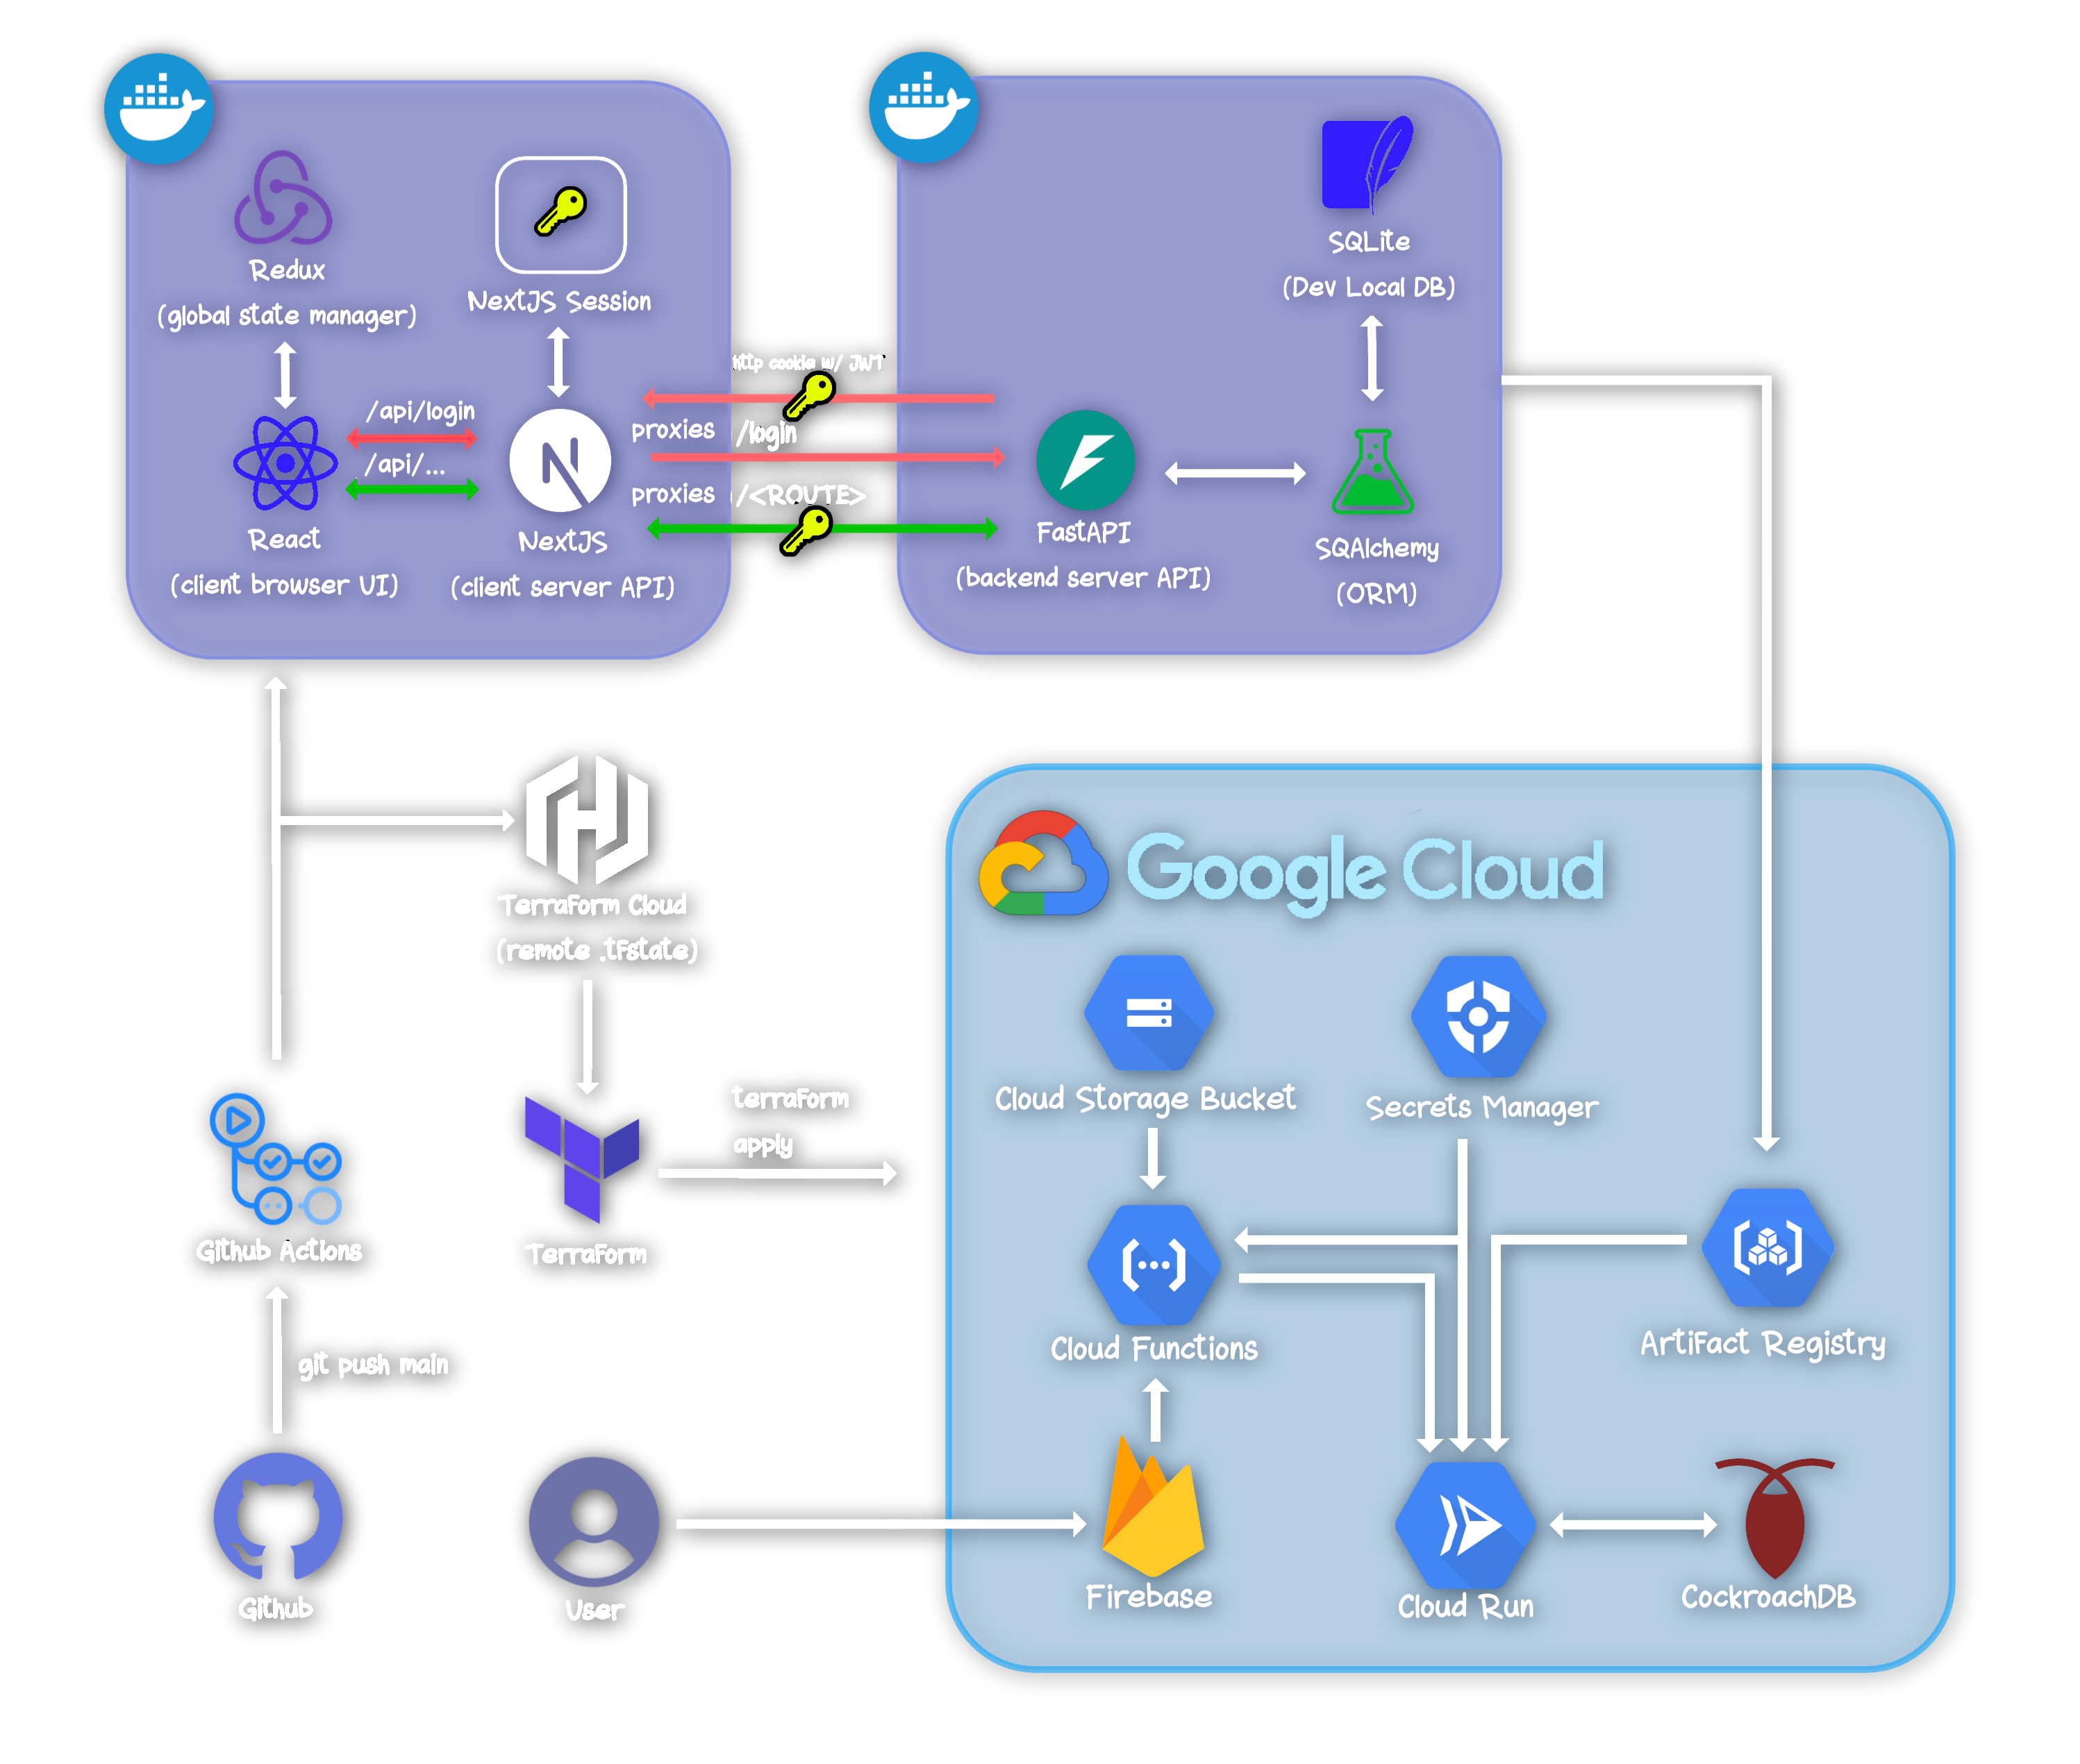 Redux
(global state manager)
NextJS Session
/api/login
/api/...
React
(client browser UI)
NextJS
(client server API)
http cookie w/ JWT
proxies /login
proxies /<ROUTE>
SQLite
(Dev Local DB)
FastAPI
(backend server API)
SQAlchemy
(ORM)
Terraform Cloud
(remote .tfstate)
terraform
apply
Terraform
Github Actions
git push main
Github
User
Google Cloud
Cloud Storage Bucket
Secrets Manager
Cloud Functions
Artifact Registry
Firebase
Cloud Run
CockroachDB